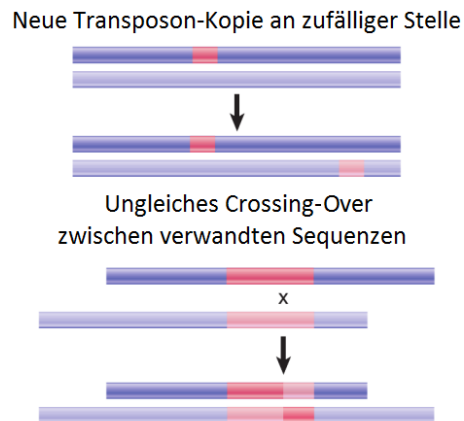 Neue Transposon-Kopie an zufälliger Stelle
Ungleiches Crossing-Over
zwischen verwandten Sequenzen
x